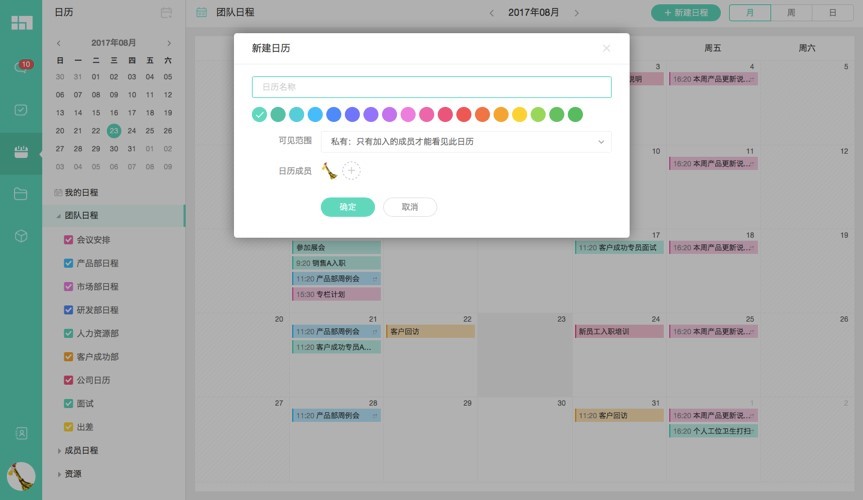 10
日历
2017年08月
日 一 二 三 四 五 六
30 31 01 02 03 04 05
06 07 08 09 10 11 12
13 14 15 16 17 18 19
20 21 22 23 24 25 26
27 28 29 30 31 01 02
03 04 05 06 07 08 09
我的日程
团队日程
会议安排
产品部日程
市场部日程
研发部日程
人力资源部
客户成功部
公司日历
面试
出差
成员日程
资源
团队日程
2017年08月
+ 新建日程
月 周 日
周五 周六
新建日历
日历名称
可见范围 私有：只有加入的成员才能看见此日历
日历成员
确定 取消
3 4 5
说明
16:20 本周产品更新说...
10 11 12
16:20 本周产品更新说...
17 18 19
参加展会
9:20 销售A入职
11:20 产品部周例会
15:30 专栏计划
11:20 客户成功专员面试
16:20 本周产品更新说...
20 21 22 23 24 25 26
11:20 产品部周例会
11:20 客户成功专员A...
客户回访
新员工入职培训
16:20 本周产品更新说...
27 28 29 30 31 1 2
11:20 产品部周例会
11:20 客户回访
16:20 本周产品更新说...
16:20 个人工位卫生打扫